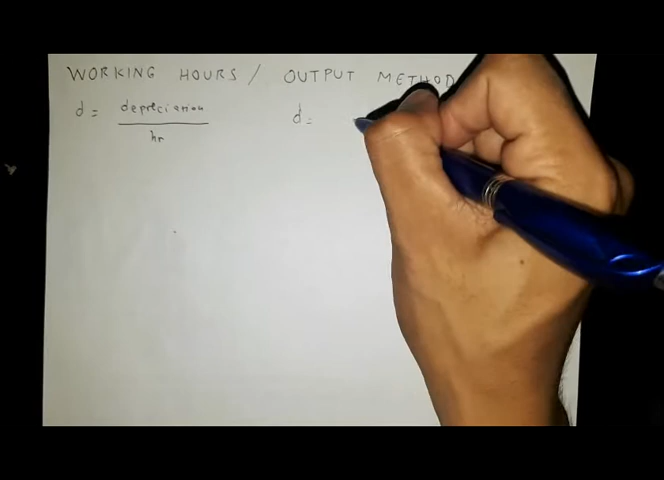 WORKING HOURS / OUTPUT METHOD
d = depreciation d =
hr